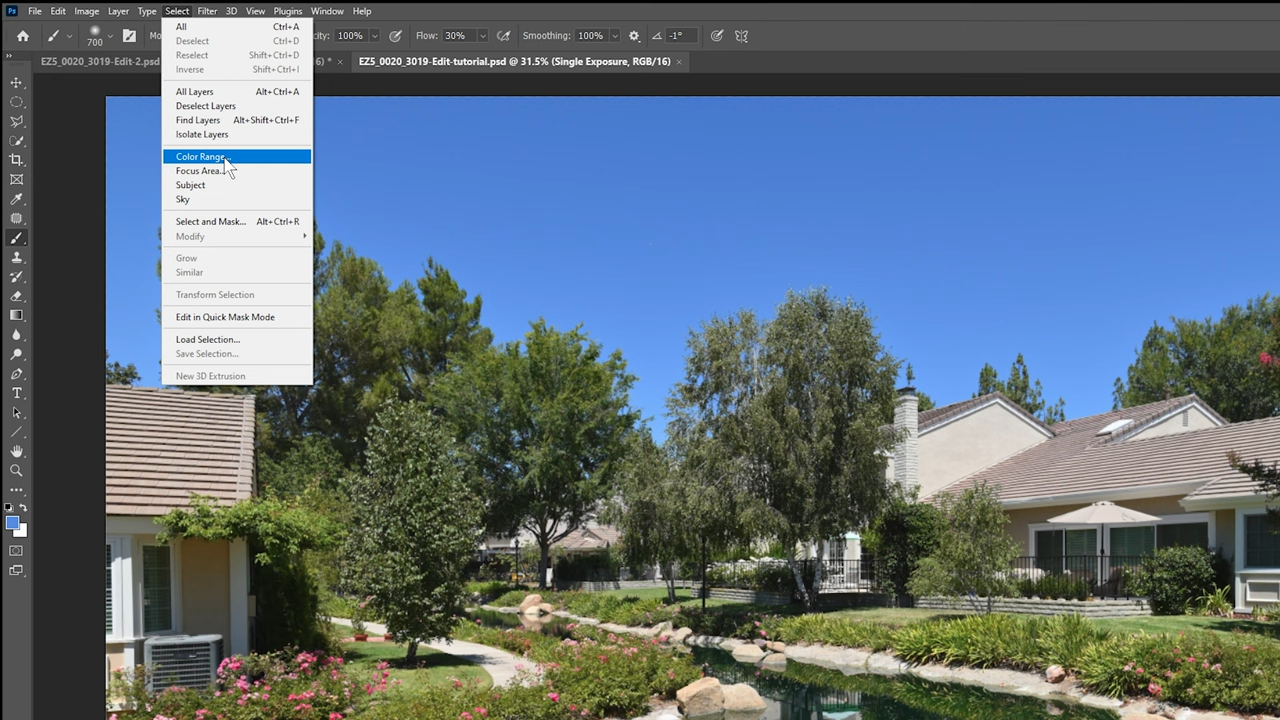 Ps File Edit Image Layer Type Select Filter 3D View Plugins Window Help
700 Opacity: 100% Flow: 30% Smoothing: 100% -1°
EZ5_0020_3019-Edit-2.psd 16) * × EZ5_0020_3019-Edit-tutorial.psd @ 31.5% (Single Exposure, RGB/16) ×
All Ctrl+A
Deselect Ctrl+D
Reselect Shift+Ctrl+D
Inverse Shift+Ctrl+I
All Layers Alt+Ctrl+A
Deselect Layers
Find Layers Alt+Shift+Ctrl+F
Isolate Layers
Color Range...
Focus Area...
Subject
Sky
Select and Mask... Alt+Ctrl+R
Modify
Grow
Similar
Transform Selection
Edit in Quick Mask Mode
Load Selection...
Save Selection...
New 3D Extrusion